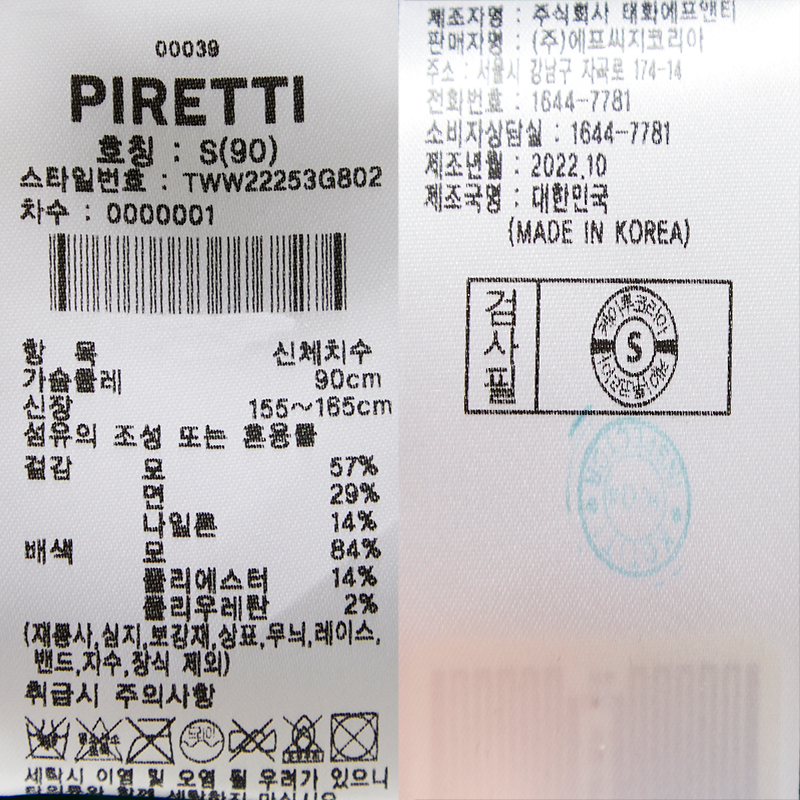 00039
PIRETTI
호칭 : S(90)
스타일번호 : TWW22253G802
차수 : 0000001
항 목 신체치수
가슴둘레 90cm
신장 155~165cm
섬유의 조성 또는 혼용률
겉감 모 57%
면 29%
나일론 14%
배색 모 84%
폴리에스터 14%
폴리우레탄 2%
(재봉사,심지,보강재,상표,무늬,레이스,
밴드,지수,장식 제외)
취급시 주의사항
드라이
세탁시 이염 및 오염 될 우려가 있으니
제조자명 : 주식회사 태화에프앤티
판매자명 : (주)에프씨지코리아
주소 : 서울시 강남구 자곡로 174-14
전화번호 : 1644-7781
소비자상담실 : 1644-7781
제조년월 : 2022.10
제조국명 : 대한민국
(MADE IN KOREA)
검사필
S